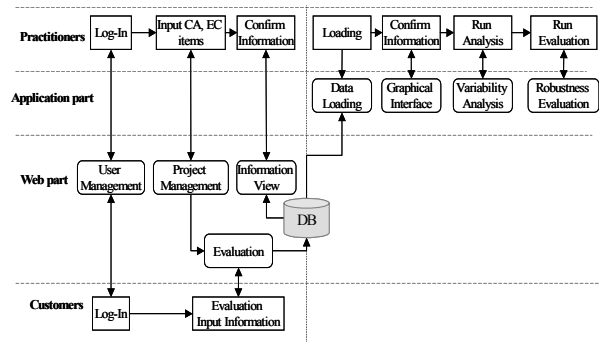 Practitioners
Log-In
Input CA, EC
items
Confirm
Information
Loading
Confirm
Information
Run
Analysis
Run
Evaluation
Application part
Data
Loading
Graphical
Interface
Variability
Analysis
Robustness
Evaluation
Web part
User
Management
Project
Management
Information
View
DB
Evaluation
Customers
Log-In
Evaluation
Input Information